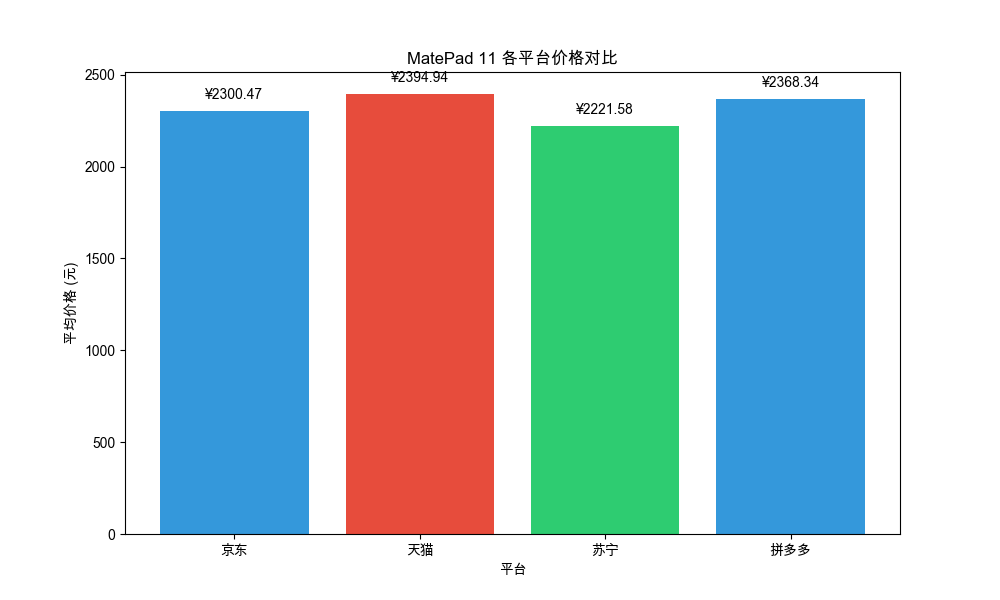 MatePad 11 各平台价格对比
2500
2000
1500
1000
500
0
平均价格 (元)
¥2300.47
¥2394.94
¥2221.58
¥2368.34
京东
天猫
苏宁
拼多多
平台